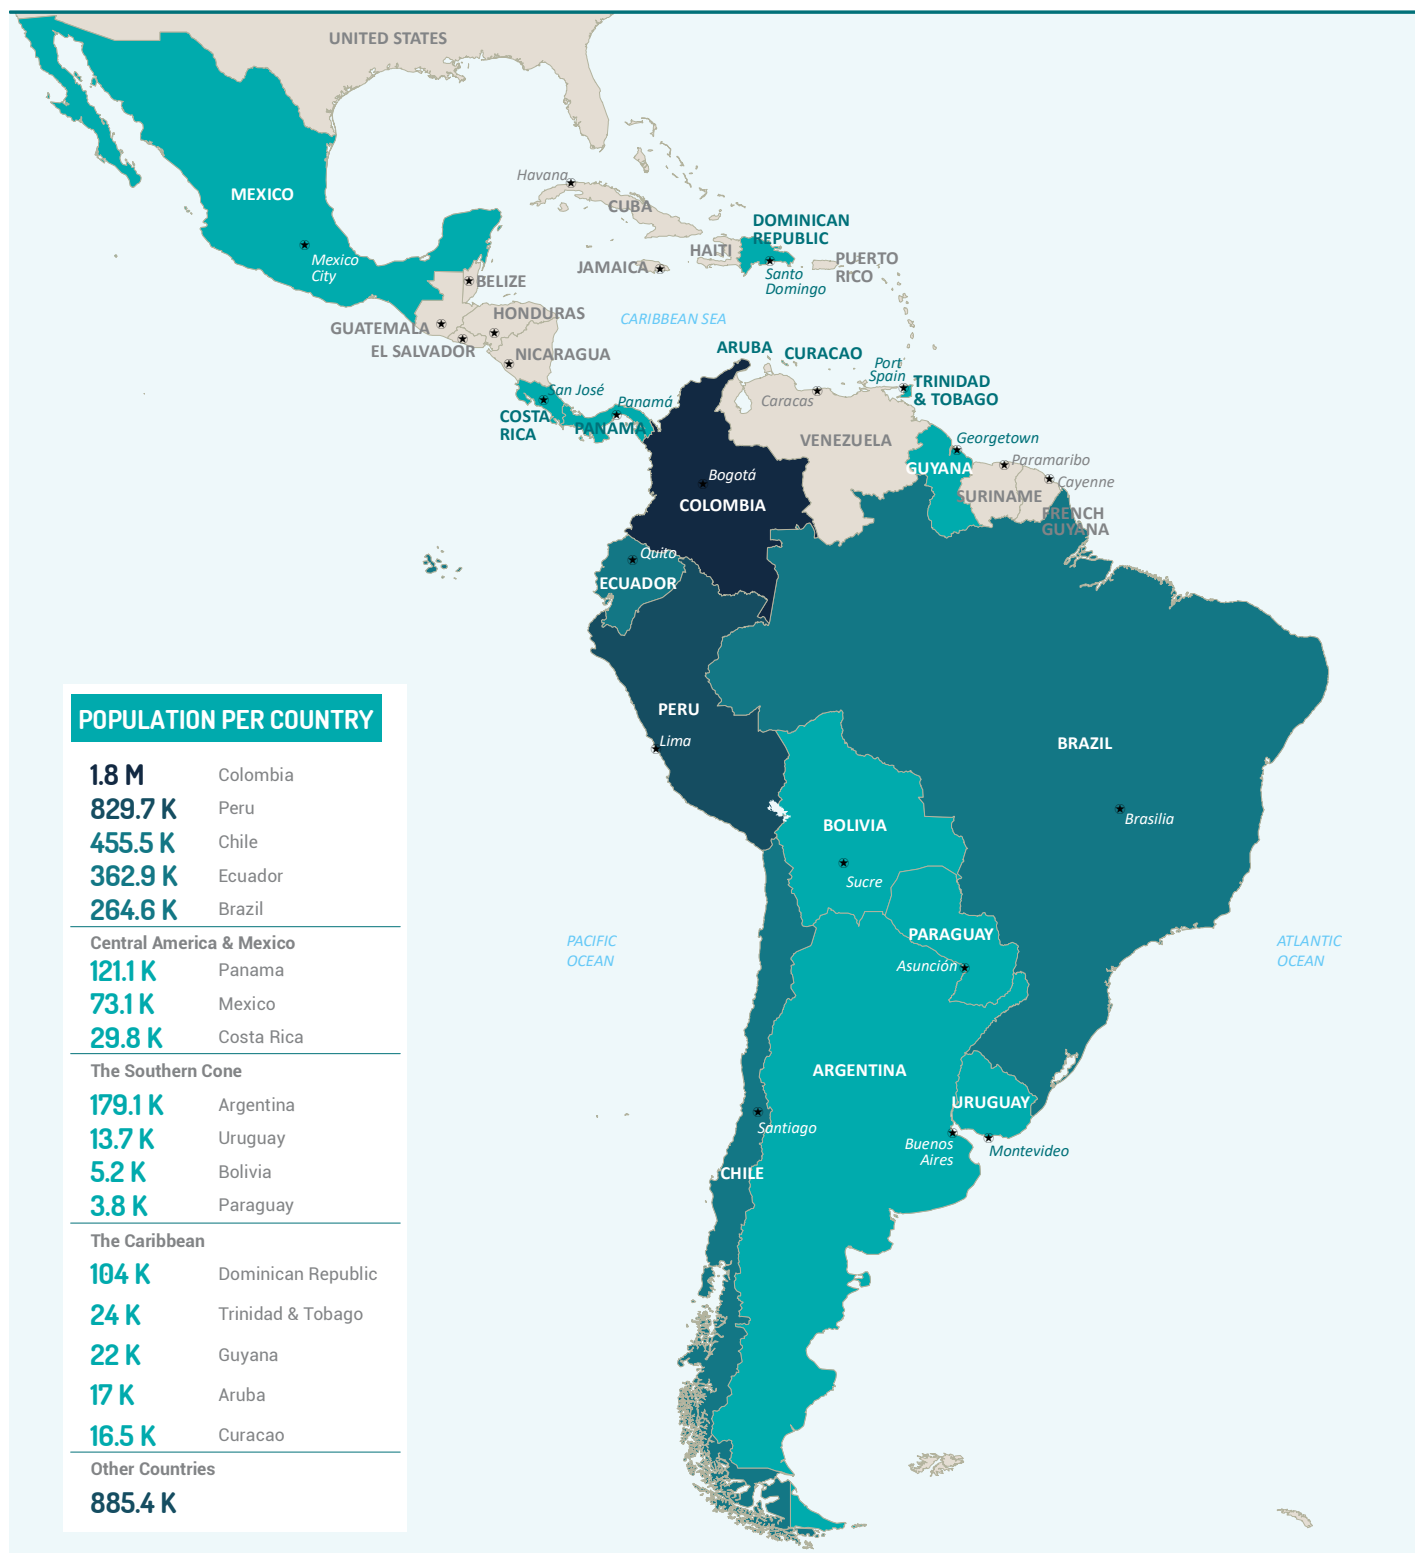 UNITED STATES
MEXICO
Mexico
City
Havana
CUBA
DOMINICAN
REPUBLIC
HAITI
JAMAICA
PUERTO
RICO
Santo
Domingo
BELIZE
HONDURAS
GUATEMALA
EL SALVADOR
NICARAGUA
CARIBBEAN SEA
ARUBA
CURACAO
Port
Spain
TRINIDAD
& TOBAGO
San José
Panamá
COSTA
RICA
PANAMA
Caracas
VENEZUELA
Georgetown
GUYANA
Paramaribo
Cayenne
SURINAME
FRENCH
GUYANA
Bogotá
COLOMBIA
Quito
ECUADOR
PERU
Lima
BRAZIL
Brasilia
BOLIVIA
Sucre
PACIFIC
OCEAN
PARAGUAY
Asunción
ATLANTIC
OCEAN
ARGENTINA
URUGUAY
Santiago
Buenos
Aires
Montevideo
CHILE
POPULATION PER COUNTRY
1.8 M Colombia
829.7 K Peru
455.5 K Chile
362.9 K Ecuador
264.6 K Brazil
Central America & Mexico
121.1 K Panama
73.1 K Mexico
29.8 K Costa Rica
The Southern Cone
179.1 K Argentina
13.7 K Uruguay
5.2 K Bolivia
3.8 K Paraguay
The Caribbean
104 K Dominican Republic
24 K Trinidad & Tobago
22 K Guyana
17 K Aruba
16.5 K Curacao
Other Countries
885.4 K